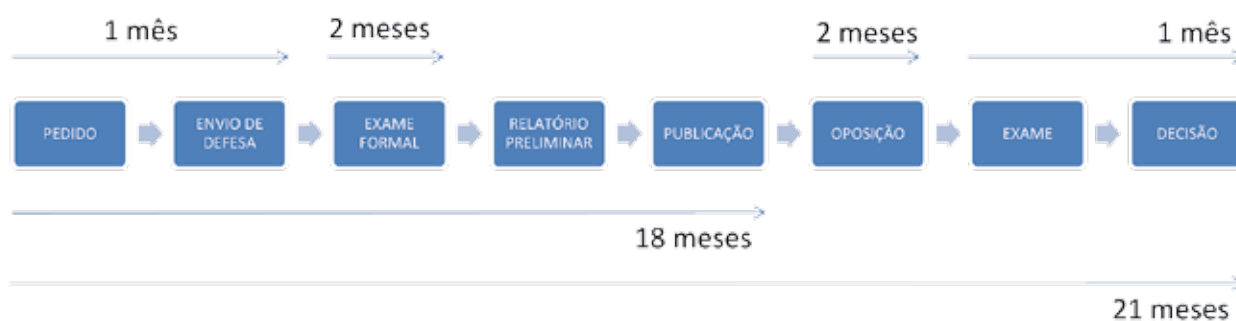 1 mês
2 meses
2 meses
1 mês
PEDIDO
ENVIO DE
DEFESA
EXAME
FORMAL
RELATÓRIO
PRELIMINAR
PUBLICAÇÃO
OPOSIÇÃO
EXAME
DECISÃO
18 meses
21 meses